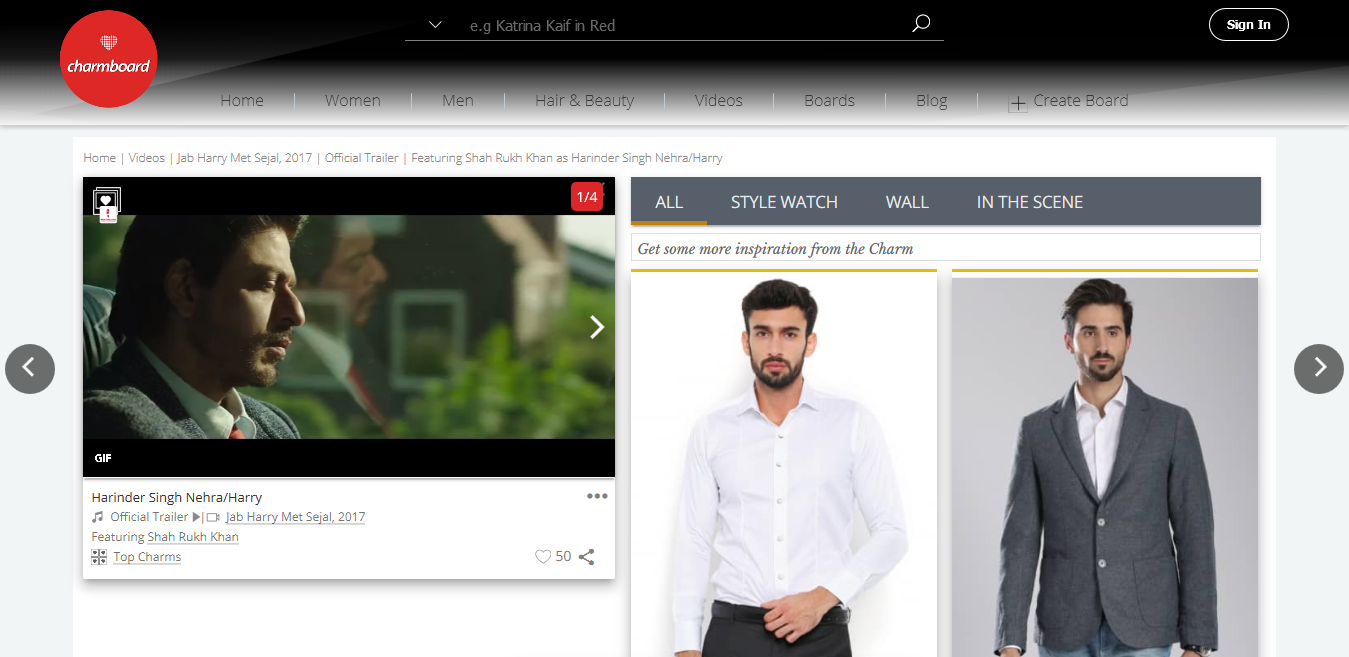 charmboard
e.g Katrina Kaif in Red
Sign In
Home
Women
Men
Hair & Beauty
Videos
Boards
Blog
Create Board
Home | Videos | Jab Harry Met Sejal, 2017 | Official Trailer | Featuring Shah Rukh Khan as Harinder Singh Nehra/Harry
1/4
GIF
Harinder Singh Nehra/Harry
Official Trailer | Jab Harry Met Sejal, 2017
Featuring Shah Rukh Khan
Top Charms
50
ALL
STYLE WATCH
WALL
IN THE SCENE
Get some more inspiration from the Charm